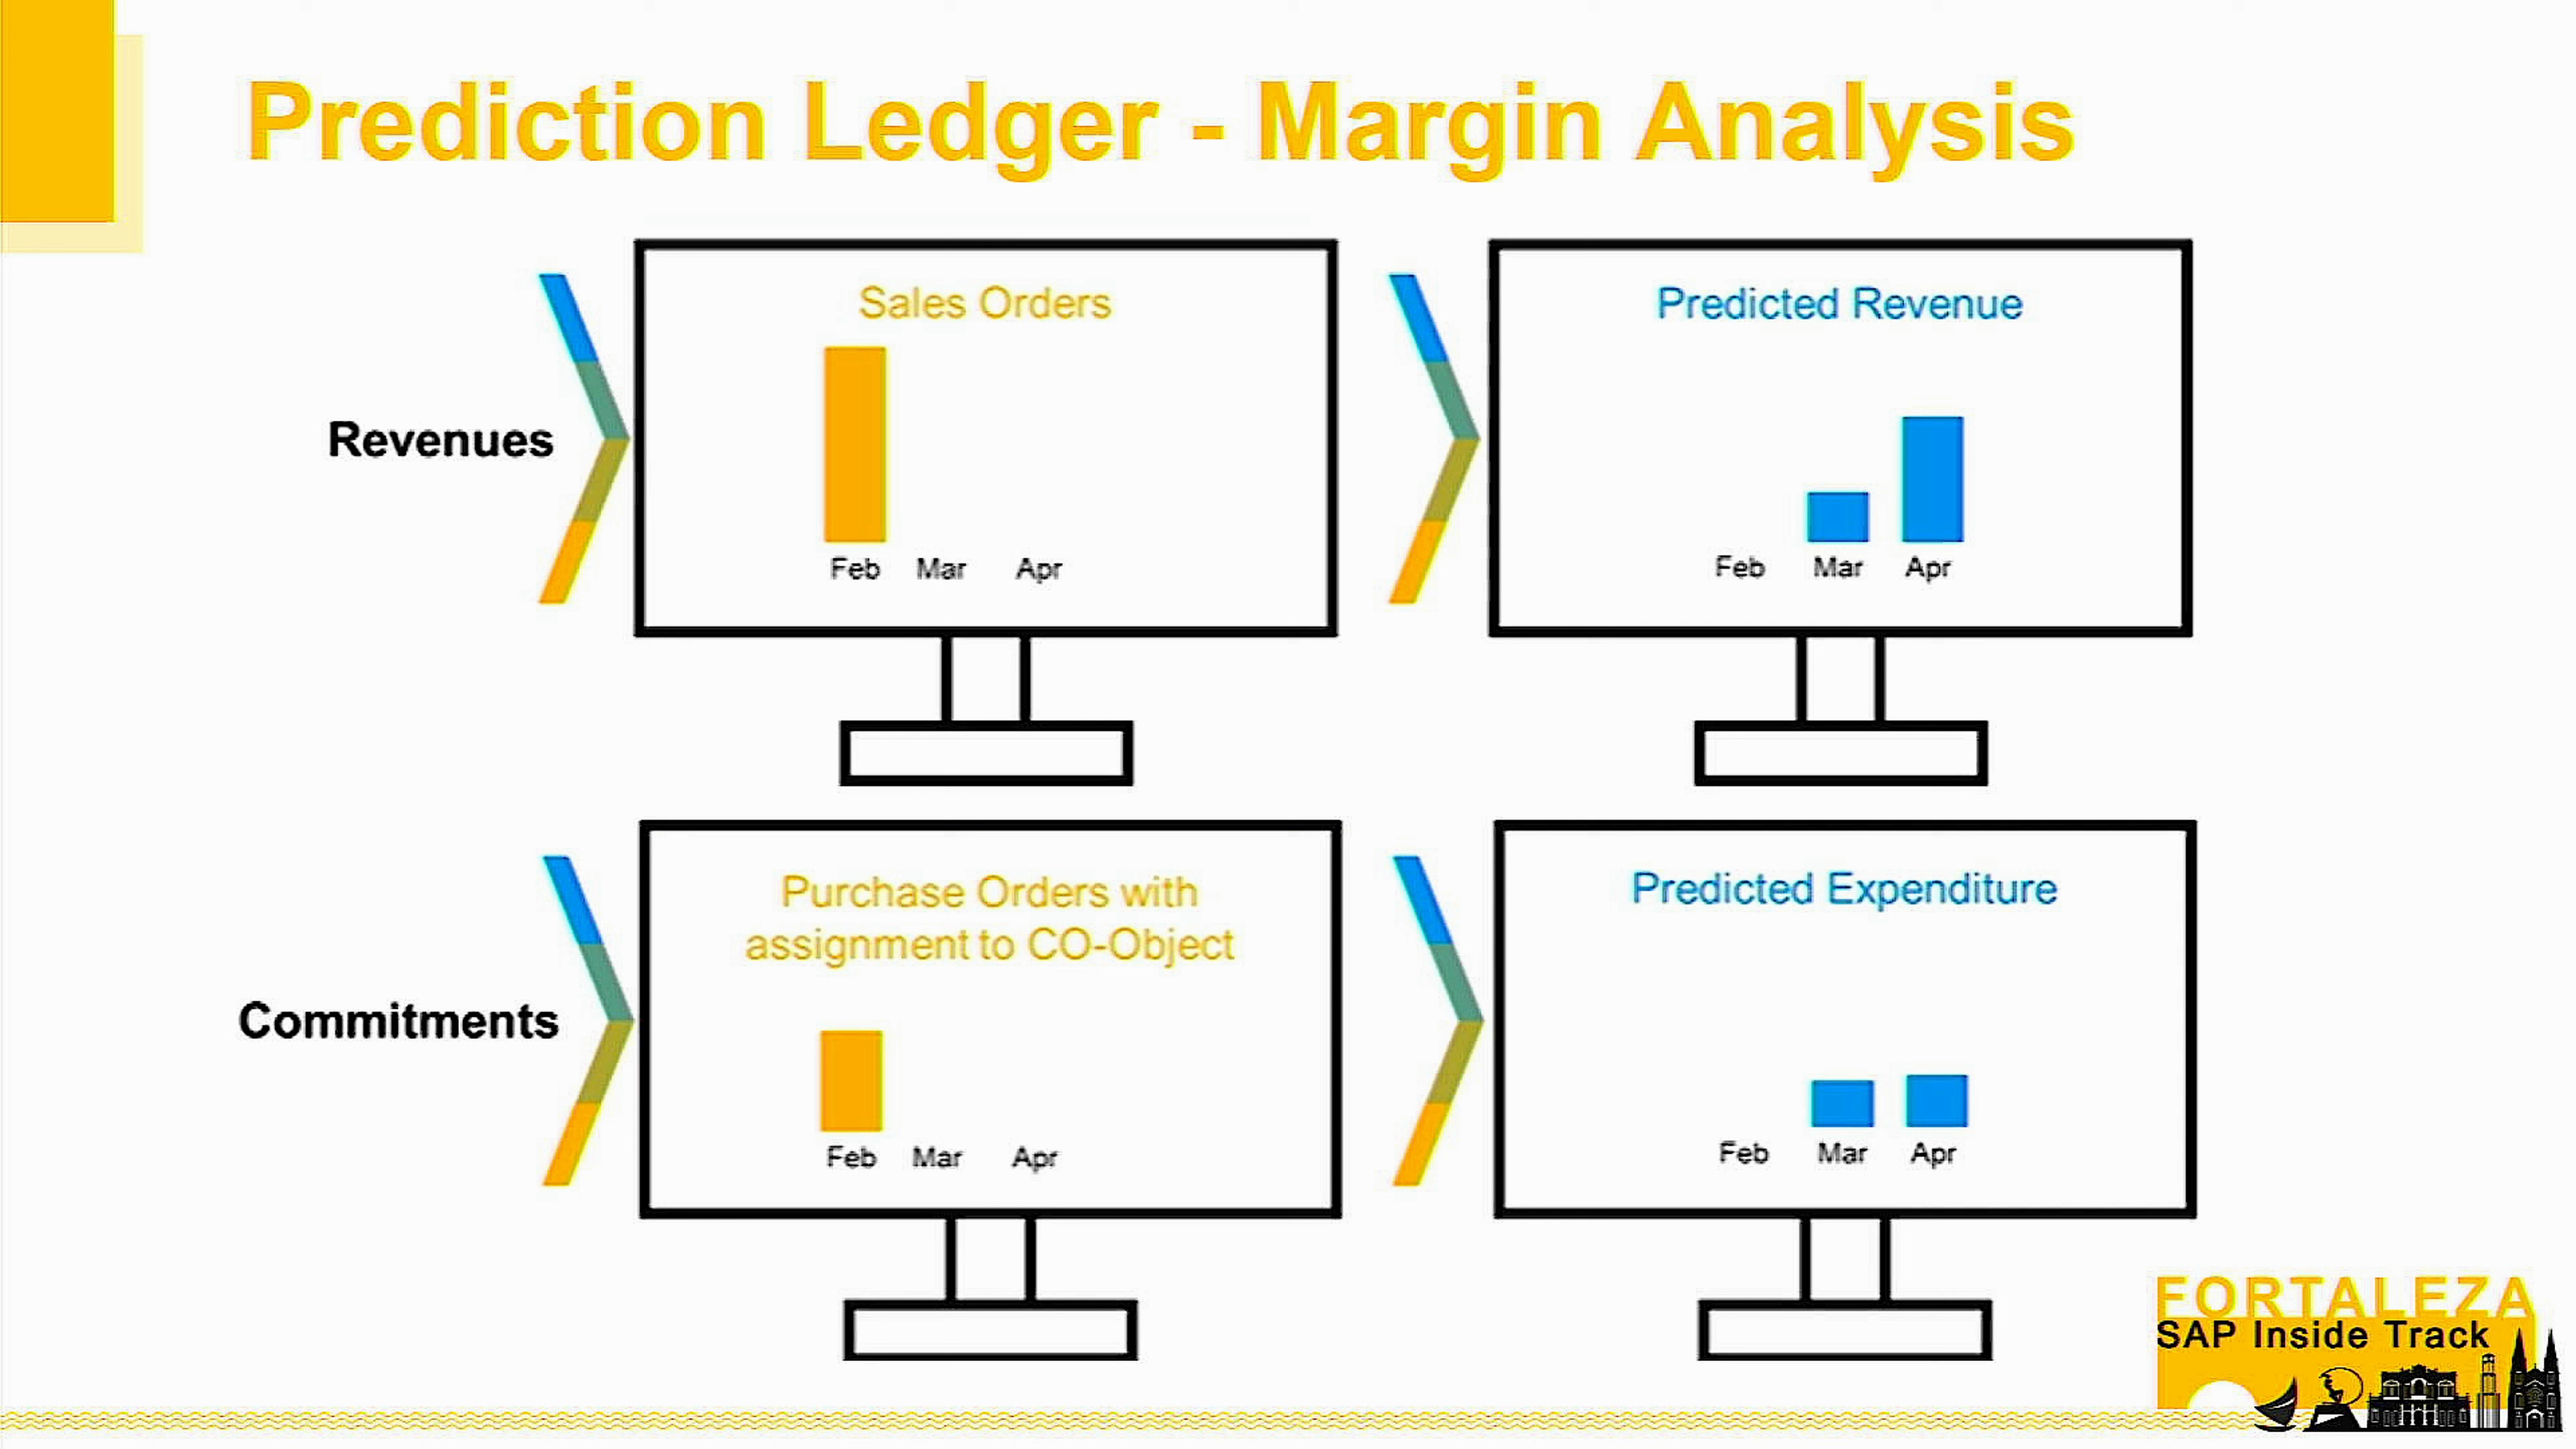 Prediction Ledger - Margin Analysis
Revenues
Sales Orders
Feb Mar Apr
Predicted Revenue
Feb Mar Apr
Commitments
Purchase Orders with
assignment to CO-Object
Feb Mar Apr
Predicted Expenditure
Feb Mar Apr
FORTALEZA
SAP Inside Track